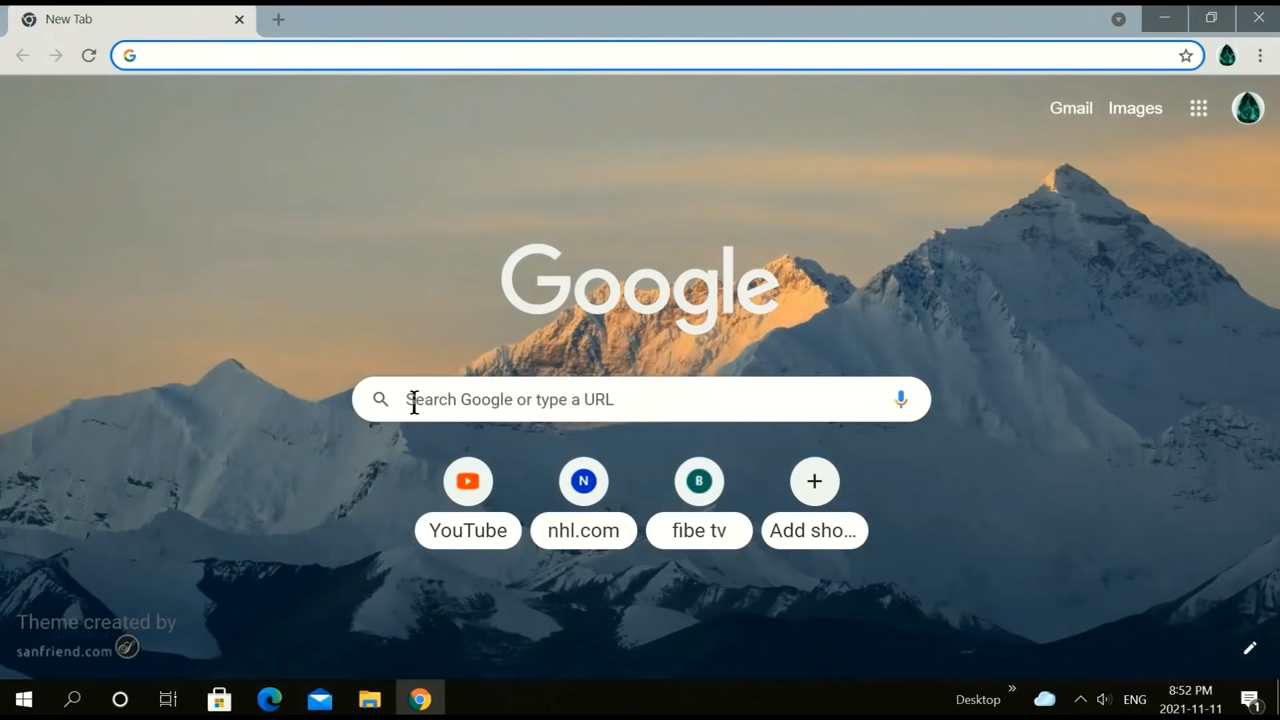 New Tab
Gmail Images
Google
Search Google or type a URL
N
B
YouTube
nhl.com
fibe tv
Add sho...
Theme created by
sanfriend.com
Desktop
ENG
8:52 PM
2021-11-11
1